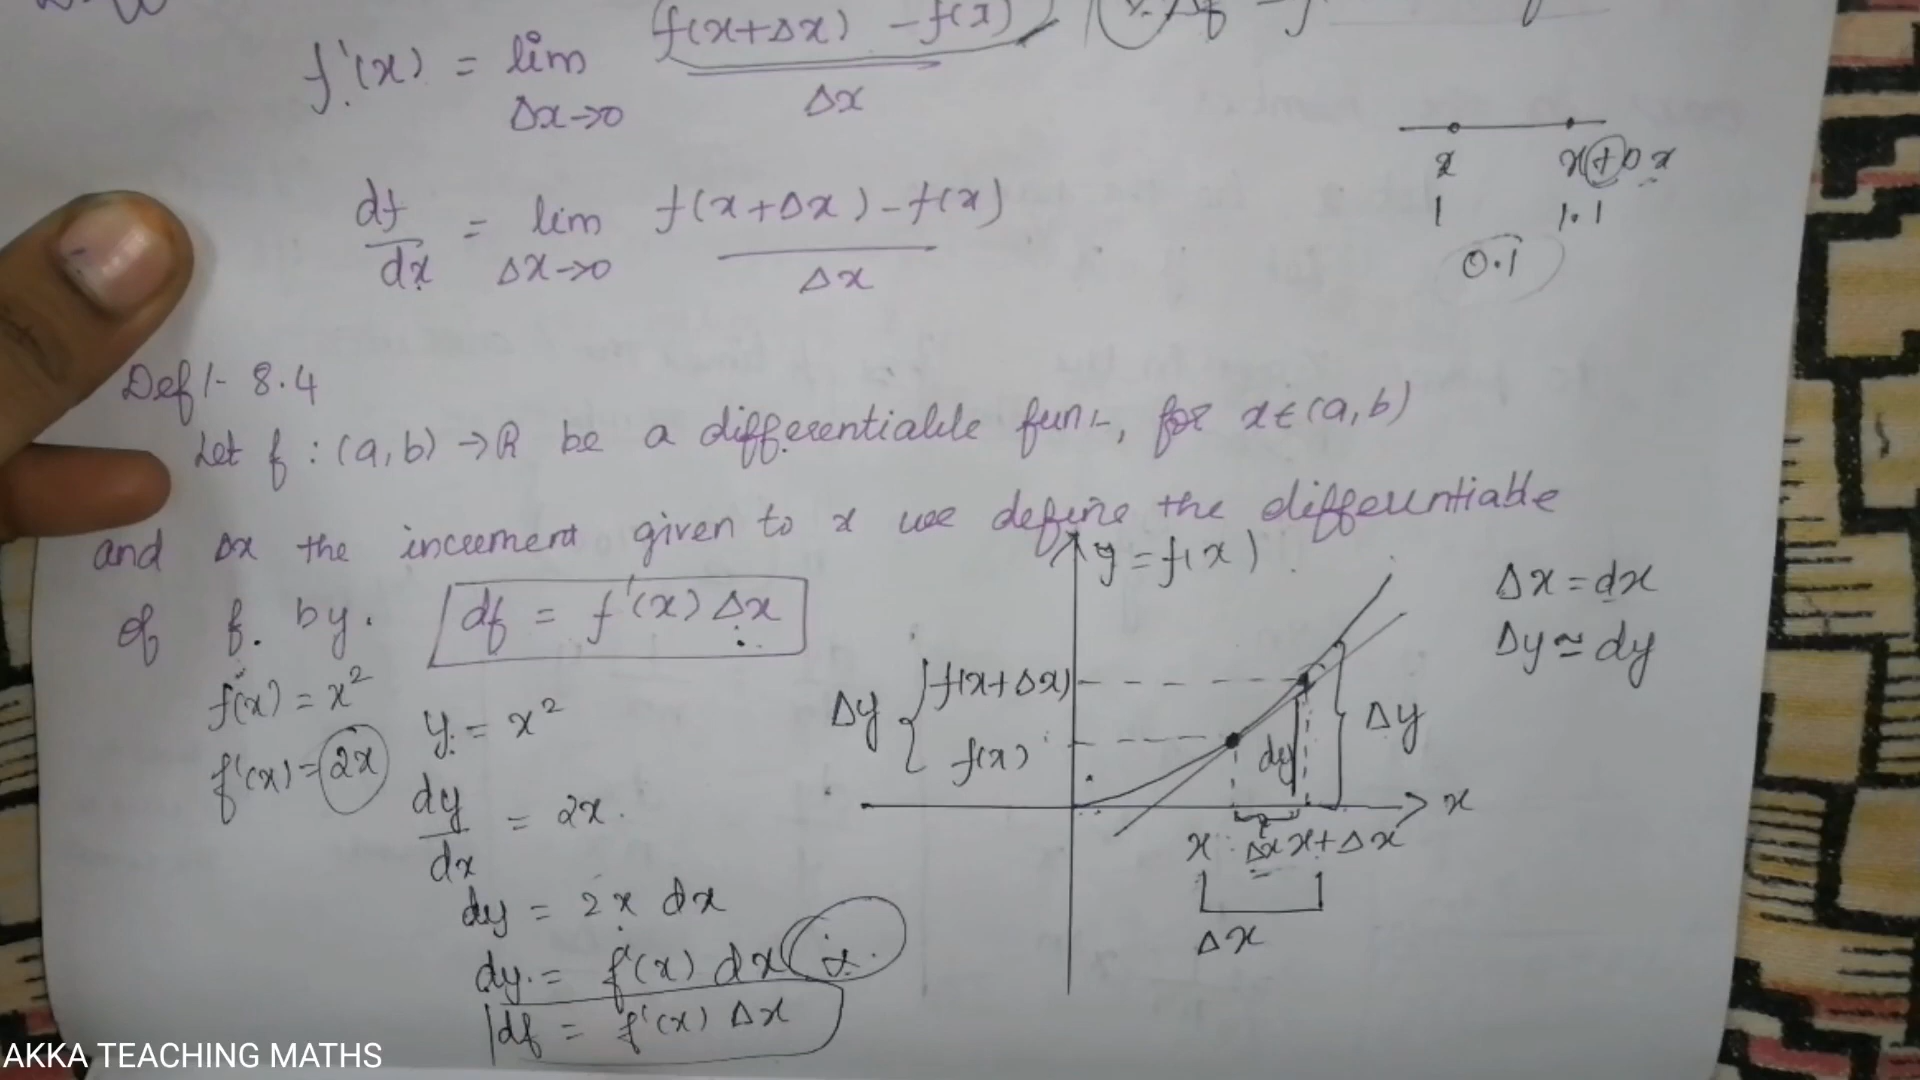 f'(x) = lim f(x+Δx) - f(x)
Δx→0 Δx
x x+Δx
1 1.1
0.1
df/dx = lim f(x+Δx) - f(x)
Δx→0 Δx
Def:- 8.4
Let f : (a, b) → R be a differentiable fun:-, for x∈(a, b)
and Δx the increment given to x we define the differentiable
of f. by. df = f'(x) Δx
y = f(x)
Δx = dx
Δy ≃ dy
f(x) = x²
f'(x) = 2x
y = x²
dy/dx = 2x.
dy = 2x dx
dy = f'(x) dx
df = f'(x) Δx
Δy { f(x+Δx)
f(x)
dy
Δy
x
x Δx x+Δx
Δx
AKKA TEACHING MATHS